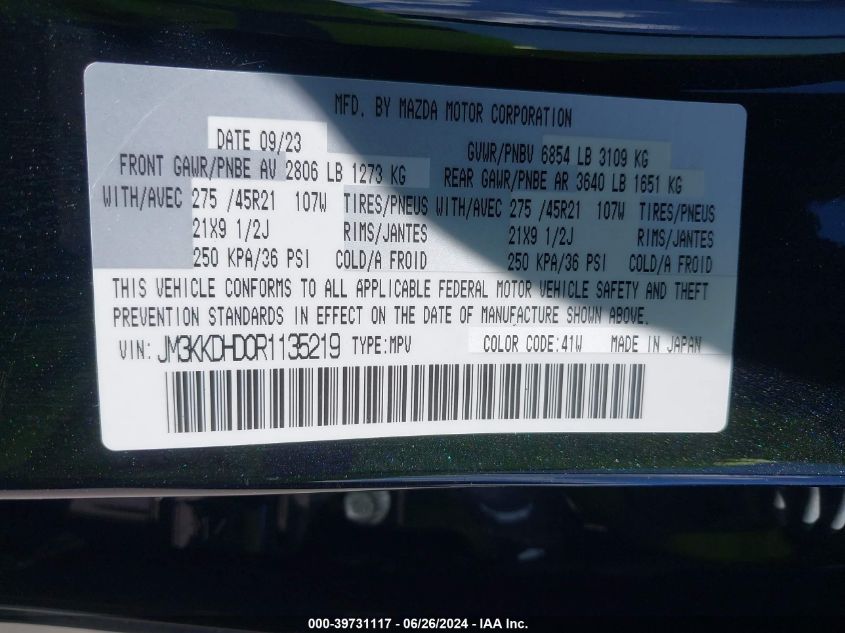 MFD. BY MAZDA MOTOR CORPORATION
DATE 09/23 GVWR/PNBV 6854 LB 3109 KG
FRONT GAWR/PNBE AV 2806 LB 1273 KG REAR GAWR/PNBE AR 3640 LB 1651 KG
WITH/AVEC 275 /45R21 107W TIRES/PNEUS WITH/AVEC 275 /45R21 107W TIRES/PNEUS
21X9 1/2J RIMS/JANTES 21X9 1/2J RIMS/JANTES
250 KPA/36 PSI COLD/A FROID 250 KPA/36 PSI COLD/A FROID
THIS VEHICLE CONFORMS TO ALL APPLICABLE FEDERAL MOTOR VEHICLE SAFETY AND THEFT
PREVENTION STANDARDS IN EFFECT ON THE DATE OF MANUFACTURE SHOWN ABOVE.
VIN: JM3KKDHD0R1135219 TYPE:MPV COLOR CODE:41W MADE IN JAPAN
000-39731117 - 06/26/2024 - IAA Inc.